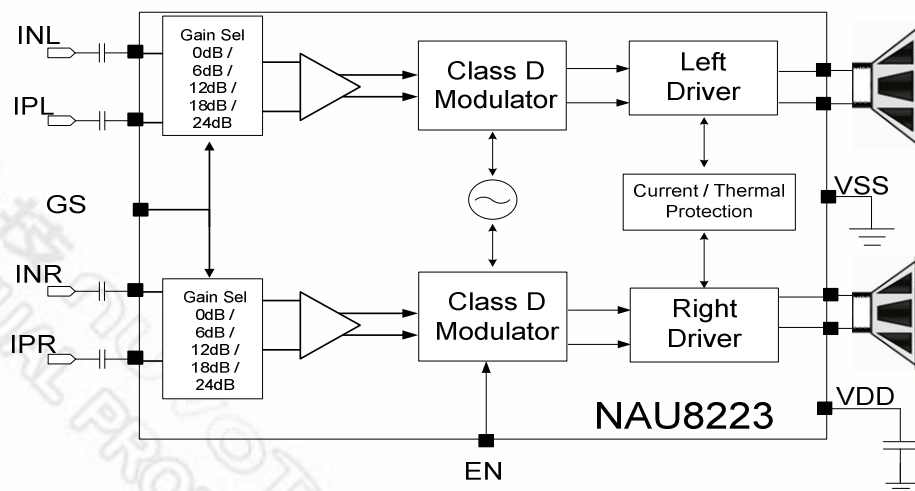 INL
Gain Sel
0dB /
6dB /
12dB /
18dB /
24dB
Class D
Modulator
Left
Driver
IPL
GS
Current / Thermal
Protection
VSS
INR
Gain Sel
0dB /
6dB /
12dB /
18dB /
24dB
Class D
Modulator
Right
Driver
IPR
VDD
NAU8223
EN